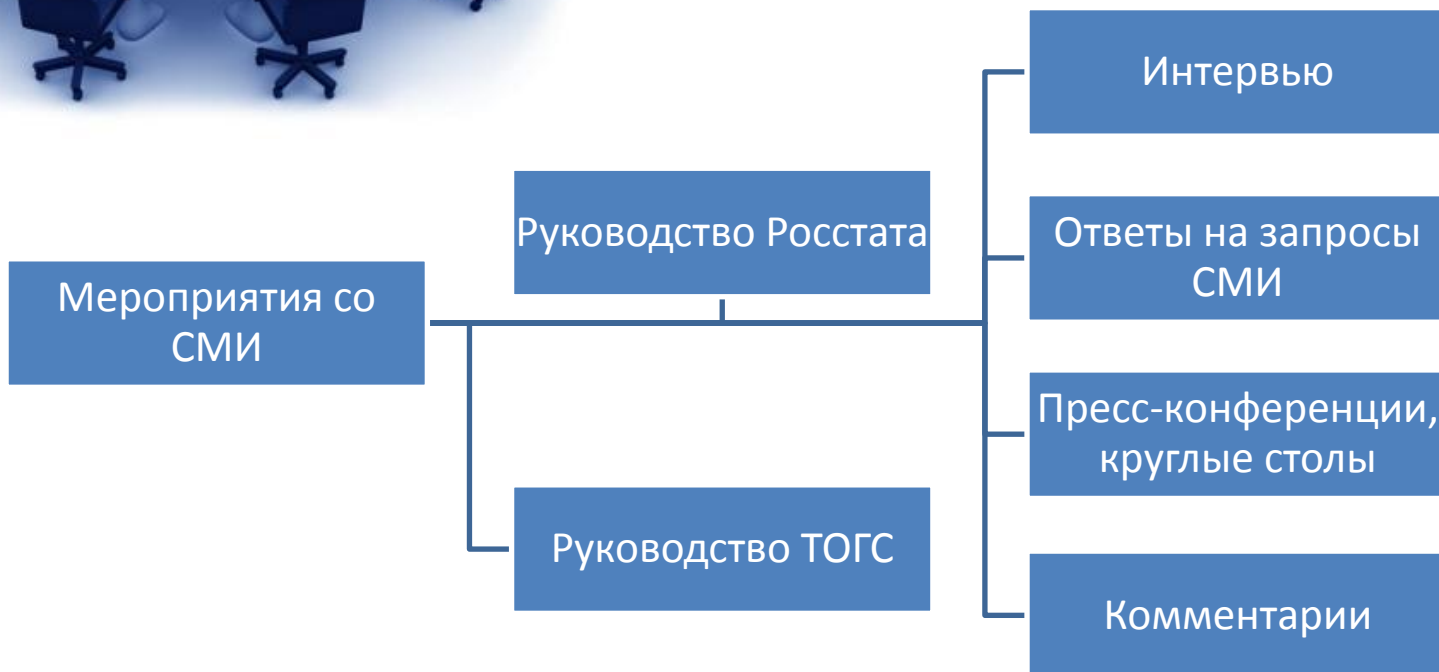 Мероприятия со
СМИ
Руководство Росстата
Руководство ТОГС
Интервью
Ответы на запросы
СМИ
Пресс-конференции,
круглые столы
Комментарии